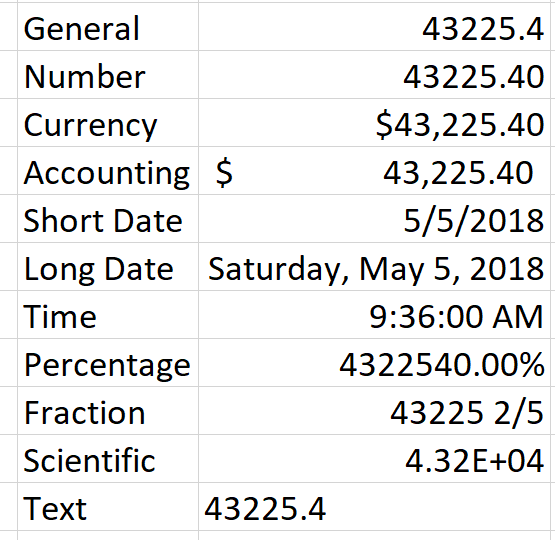 General 43225.4
Number 43225.40
Currency $43,225.40
Accounting $ 43,225.40
Short Date 5/5/2018
Long Date Saturday, May 5, 2018
Time 9:36:00 AM
Percentage 4322540.00%
Fraction 43225 2/5
Scientific 4.32E+04
Text 43225.4